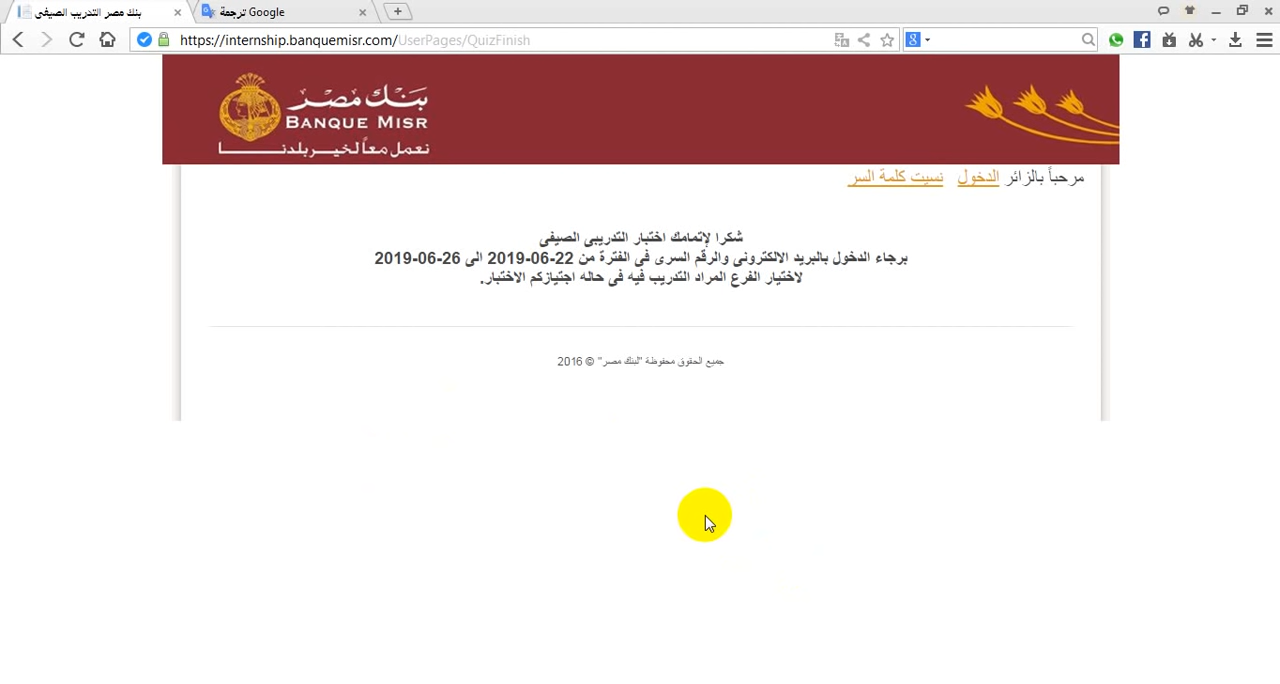 بنك مصر التدريب الصيفى
ترجمة Google
https://internship.banquemisr.com/UserPages/QuizFinish
بنك مصر
BANQUE MISR
نعمل معاً لخير بلدنا
مرحباً بالزائر الدخول نسيت كلمة السر
شكرا لإتمامك اختبار التدريبى الصيفى
برجاء الدخول بالبريد الالكترونى والرقم السرى فى الفترة من 22-06-2019 الى 26-06-2019
لاختيار الفرع المراد التدريب فيه فى حاله اجتيازكم الاختبار.
جميع الحقوق محفوظة "لبنك مصر" © 2016